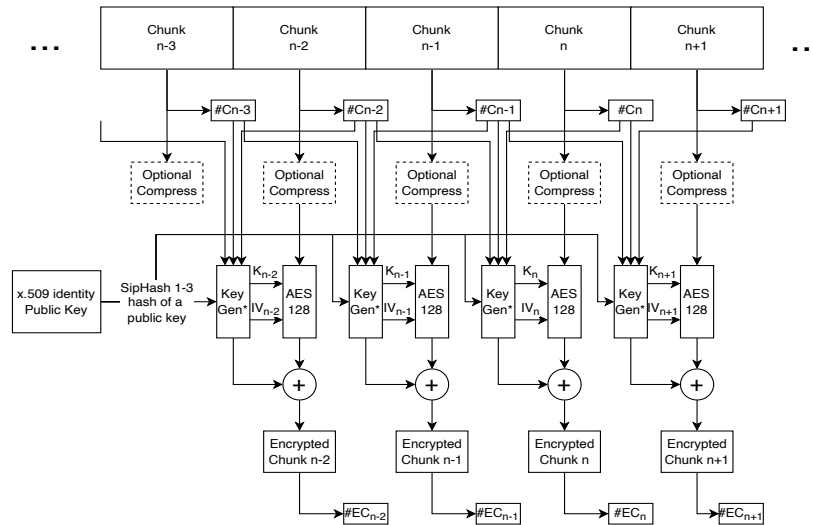 Chunk
n-3
Chunk
n-2
Chunk
n-1
Chunk
n
Chunk
n+1
...
..
#Cn-3
#Cn-2
#Cn-1
#Cn
#Cn+1
Optional
Compress
Optional
Compress
Optional
Compress
Optional
Compress
Optional
Compress
x.509 identity
Public Key
SipHash 1-3
hash of a
public key
Key
Gen*
Kn-2
IVn-2
AES
128
Key
Gen*
Kn-1
IVn-1
AES
128
Key
Gen*
Kn
IVn
AES
128
Key
Gen*
Kn+1
IVn+1
AES
128
+
+
+
+
Encrypted
Chunk n-2
Encrypted
Chunk n-1
Encrypted
Chunk n
Encrypted
Chunk n+1
#ECn-2
#ECn-1
#ECn
#ECn+1